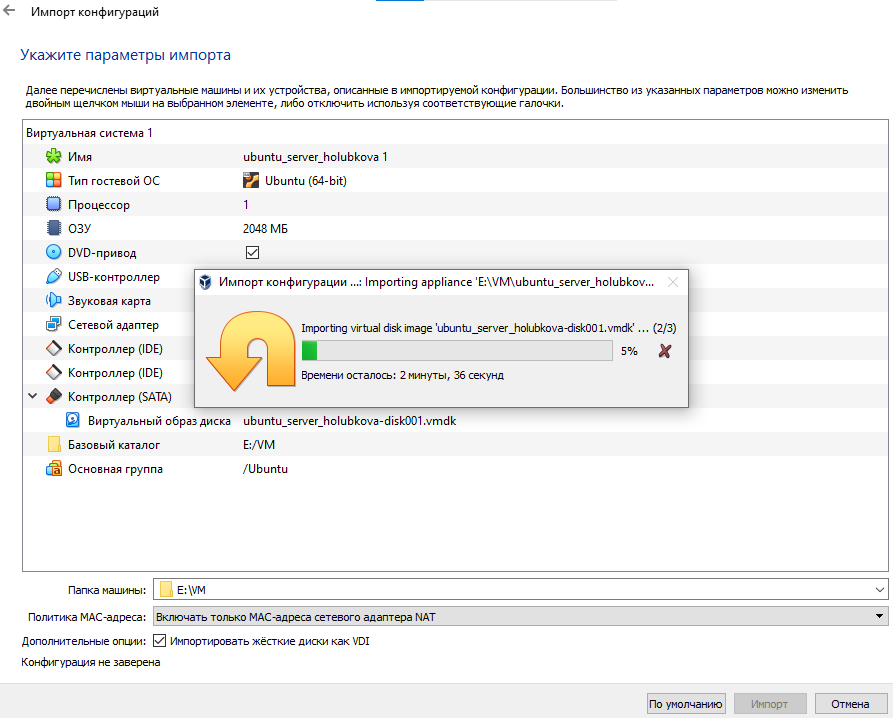 Импорт конфигураций
Укажите параметры импорта
Далее перечислены виртуальные машины и их устройства, описанные в импортируемой конфигурации. Большинство из указанных параметров можно изменить
двойным щелчком мыши на выбранном элементе, либо отключить используя соответствующие галочки.
Виртуальная система 1
Имя ubuntu_server_holubkova 1
Тип гостевой ОС Ubuntu (64-bit)
Процессор 1
ОЗУ 2048 МБ
DVD-привод
USB-контроллер
Импорт конфигурации ...: Importing appliance 'E:\VM\ubuntu_server_holubkov...
Звуковая карта
Сетевой адаптер
Importing virtual disk image 'ubuntu_server_holubkova-disk001.vmdk' ... (2/3)
Контроллер (IDE)
5%
Контроллер (IDE)
Времени осталось: 2 минуты, 36 секунд
Контроллер (SATA)
Виртуальный образ диска ubuntu_server_holubkova-disk001.vmdk
Базовый каталог E:/VM
Основная группа /Ubuntu
Папка машины: E:\VM
Политика MAC-адреса: Включать только MAC-адреса сетевого адаптера NAT
Дополнительные опции: Импортировать жёсткие диски как VDI
Конфигурация не заверена
По умолчанию Импорт Отмена